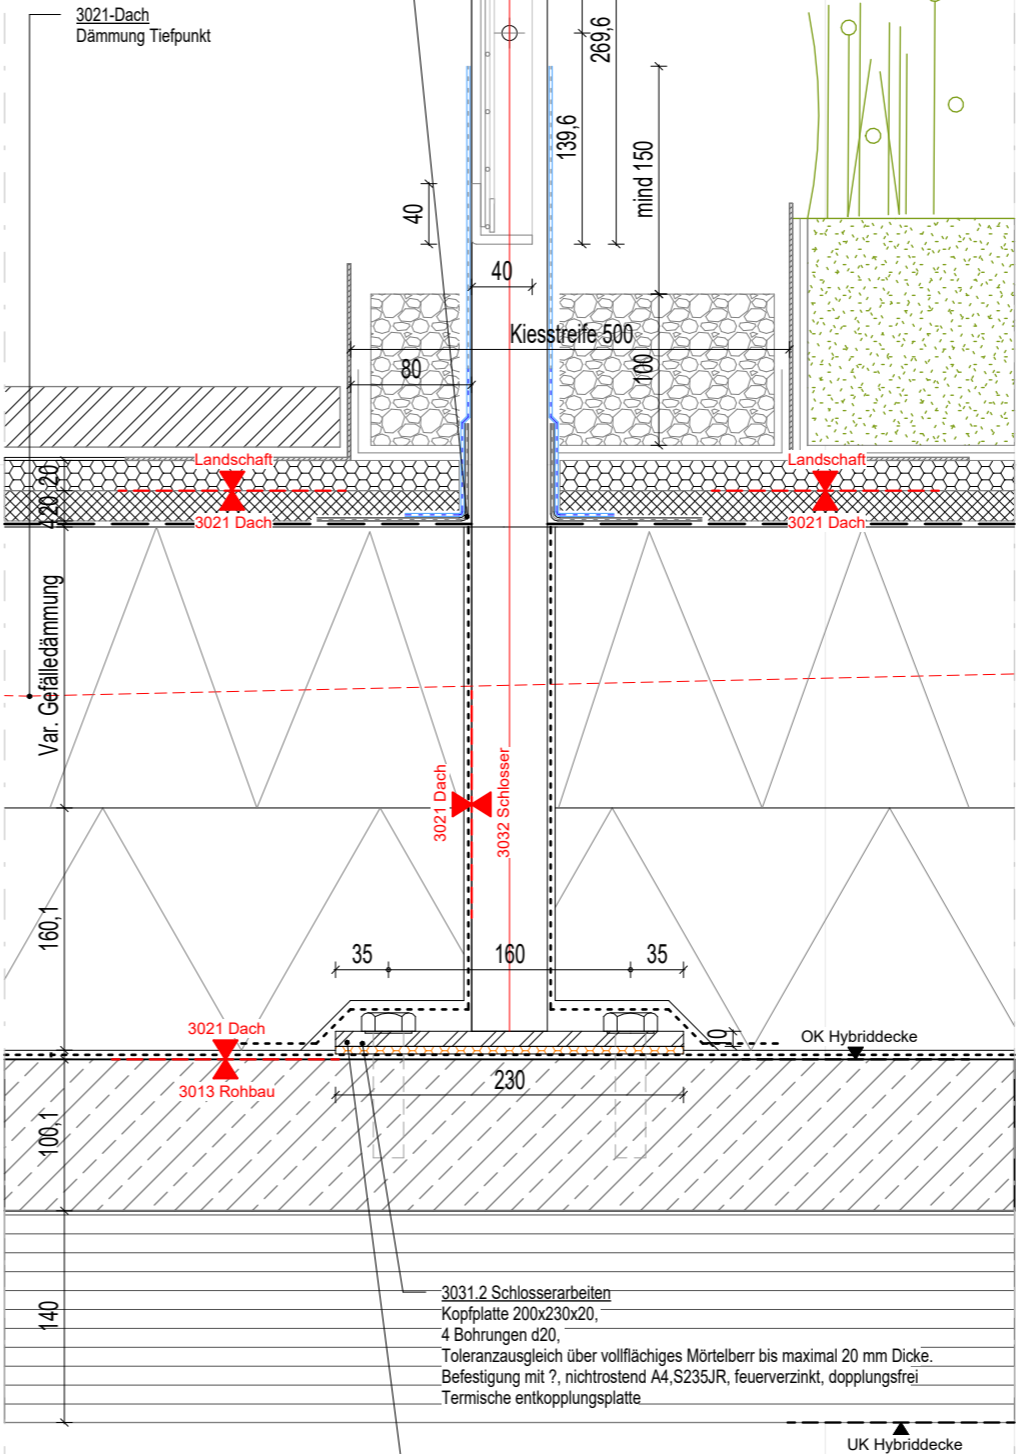 3021-Dach
Dämmung Tiefpunkt
269,6
139,6
mind 150
40
40
Kiesstreife 500
80
100
Landschaft
3021 Dach
Landschaft
3021 Dach
20
20
Var. Gefälledämmung
3021 Dach
3032 Schlosser
160,1
35
160
35
3021 Dach
3013 Rohbau
OK Hybriddecke
230
100,1
140
3031.2 Schlosserarbeiten
Kopfplatte 200x230x20,
4 Bohrungen d20,
Toleranzausgleich über vollflächiges Mörtelberr bis maximal 20 mm Dicke.
Befestigung mit ?, nichtrostend A4,S235JR, feuerverzinkt, dopplungsfrei
Termische entkopplungsplatte
UK Hybriddecke